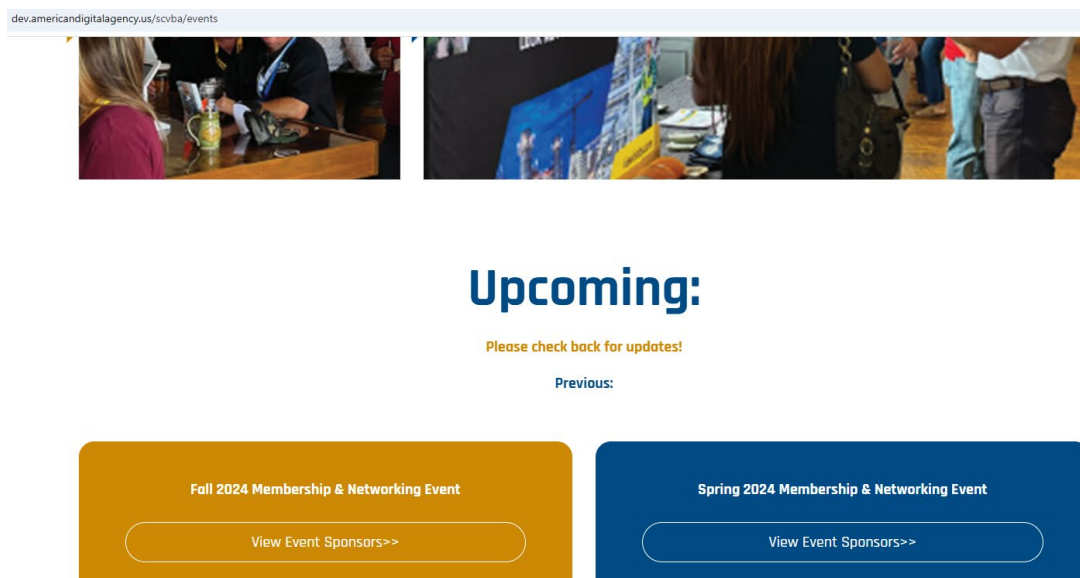 dev.americandigitalagency.us/scvba/events
Upcoming:
Please check back for updates!
Previous:
Fall 2024 Membership & Networking Event
Spring 2024 Membership & Networking Event
View Event Sponsors>>
View Event Sponsors>>